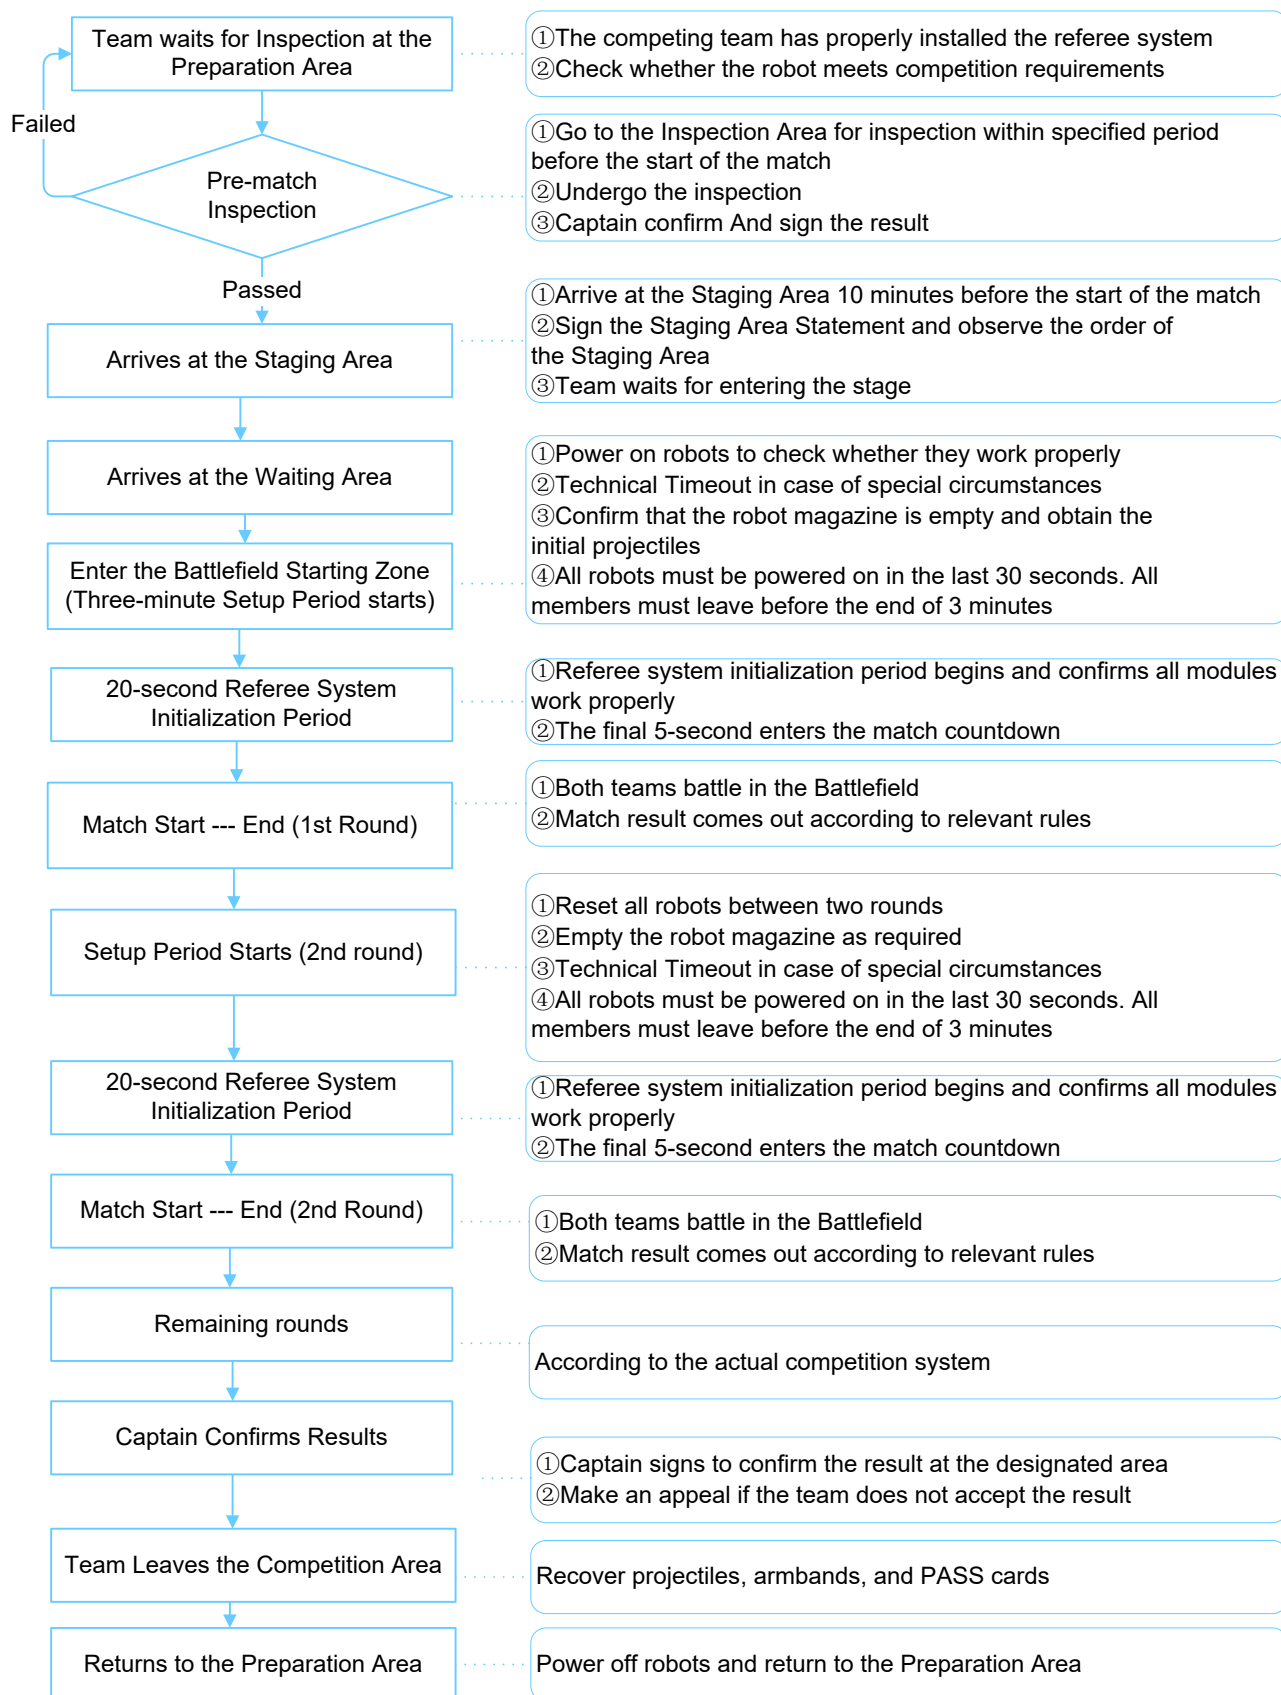 Team waits for Inspection at the
Preparation Area
①The competing team has properly installed the referee system
②Check whether the robot meets competition requirements
Failed
Pre-match
Inspection
①Go to the Inspection Area for inspection within specified period
before the start of the match
②Undergo the inspection
③Captain confirm And sign the result
Passed
Arrives at the Staging Area
①Arrive at the Staging Area 10 minutes before the start of the match
②Sign the Staging Area Statement and observe the order of
the Staging Area
③Team waits for entering the stage
Arrives at the Waiting Area
Enter the Battlefield Starting Zone
(Three-minute Setup Period starts)
①Power on robots to check whether they work properly
②Technical Timeout in case of special circumstances
③Confirm that the robot magazine is empty and obtain the
initial projectiles
④All robots must be powered on in the last 30 seconds. All
members must leave before the end of 3 minutes
20-second Referee System
Initialization Period
①Referee system initialization period begins and confirms all modules
work properly
②The final 5-second enters the match countdown
Match Start --- End (1st Round)
①Both teams battle in the Battlefield
②Match result comes out according to relevant rules
Setup Period Starts (2nd round)
①Reset all robots between two rounds
②Empty the robot magazine as required
③Technical Timeout in case of special circumstances
④All robots must be powered on in the last 30 seconds. All
members must leave before the end of 3 minutes
20-second Referee System
Initialization Period
①Referee system initialization period begins and confirms all modules
work properly
②The final 5-second enters the match countdown
Match Start --- End (2nd Round)
①Both teams battle in the Battlefield
②Match result comes out according to relevant rules
Remaining rounds
According to the actual competition system
Captain Confirms Results
①Captain signs to confirm the result at the designated area
②Make an appeal if the team does not accept the result
Team Leaves the Competition Area
Recover projectiles, armbands, and PASS cards
Returns to the Preparation Area
Power off robots and return to the Preparation Area